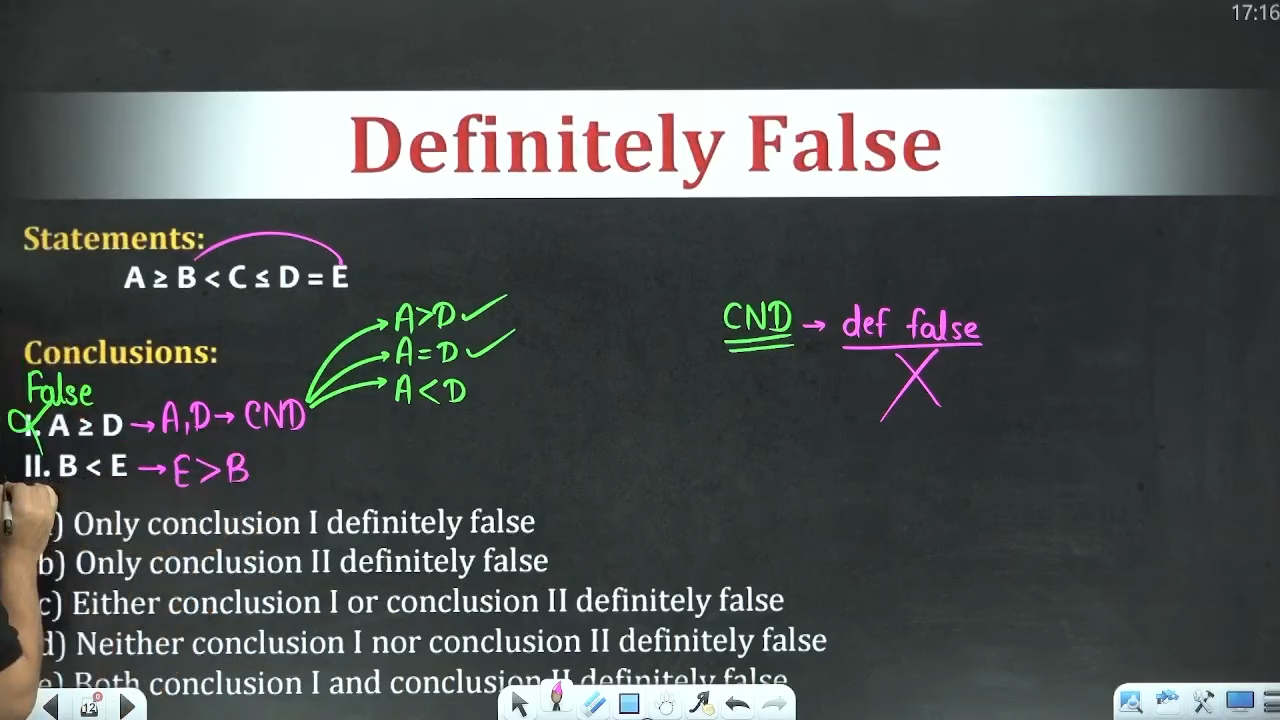 17:16
Definitely False
Statements:
A ≥ B < C ≤ D = E
Conclusions:
False
I. A ≥ D → A,D → CND
A>D ✓
A=D ✓
A<D
CND → def false
II. B < E → E>B
) Only conclusion I definitely false
b) Only conclusion II definitely false
c) Either conclusion I or conclusion II definitely false
d) Neither conclusion I nor conclusion II definitely false
e) Both conclusion I and conclusion II definitely false
12